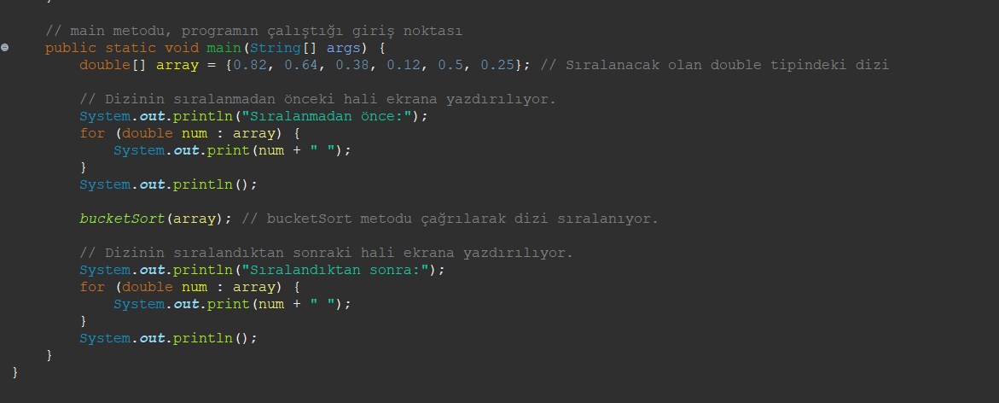 }
// main metodu, programın çalıştığı giriş noktası
public static void main(String[] args) {
double[] array = {0.82, 0.64, 0.38, 0.12, 0.5, 0.25}; // Sıralanacak olan double tipindeki dizi
// Dizinin sıralanmadan önceki hali ekrana yazdırılıyor.
System.out.println("Sıralanmadan önce:");
for (double num : array) {
System.out.print(num + " ");
}
System.out.println();
bucketSort(array); // bucketSort metodu çağrılarak dizi sıralanıyor.
// Dizinin sıralandıktan sonraki hali ekrana yazdırılıyor.
System.out.println("Sıralandıktan sonra:");
for (double num : array) {
System.out.print(num + " ");
}
System.out.println();
}
}